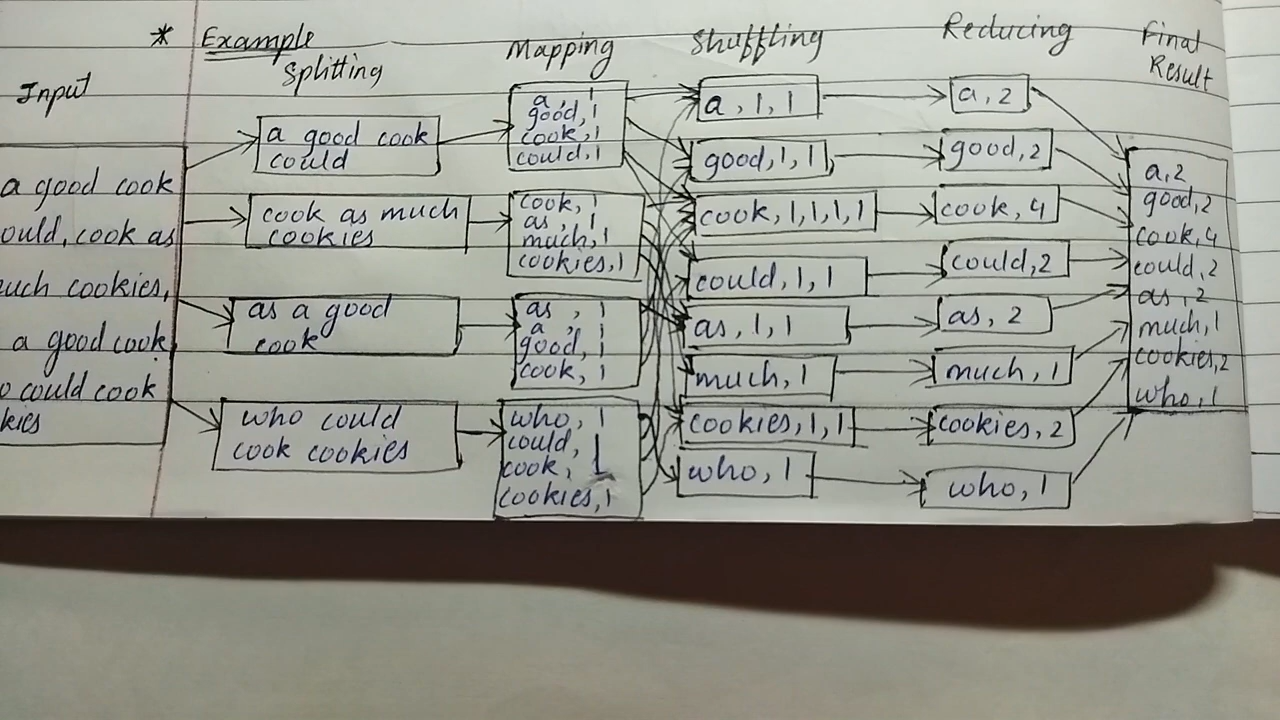 * Example
Input
Splitting
Mapping
Shuffling
Reducing
Final
Result
a good cook
ould, cook as
uch cookies,
a good cook
o could cook
kies
a good cook
could
cook as much
cookies
as a good
cook
who could
cook cookies
a, 1
good, 1
cook, 1
could, 1
cook, 1
as, 1
much, 1
cookies, 1
as, 1
a, 1
good, 1
cook, 1
who, 1
could, 1
cook, 1
cookies, 1
a, 1, 1
good, 1, 1
cook, 1, 1, 1, 1
could, 1, 1
as, 1, 1
much, 1
cookies, 1, 1
who, 1
a, 2
good, 2
cook, 4
could, 2
as, 2
much, 1
cookies, 2
who, 1
a, 2
good, 2
cook, 4
could, 2
as, 2
much, 1
cookies, 2
who, 1